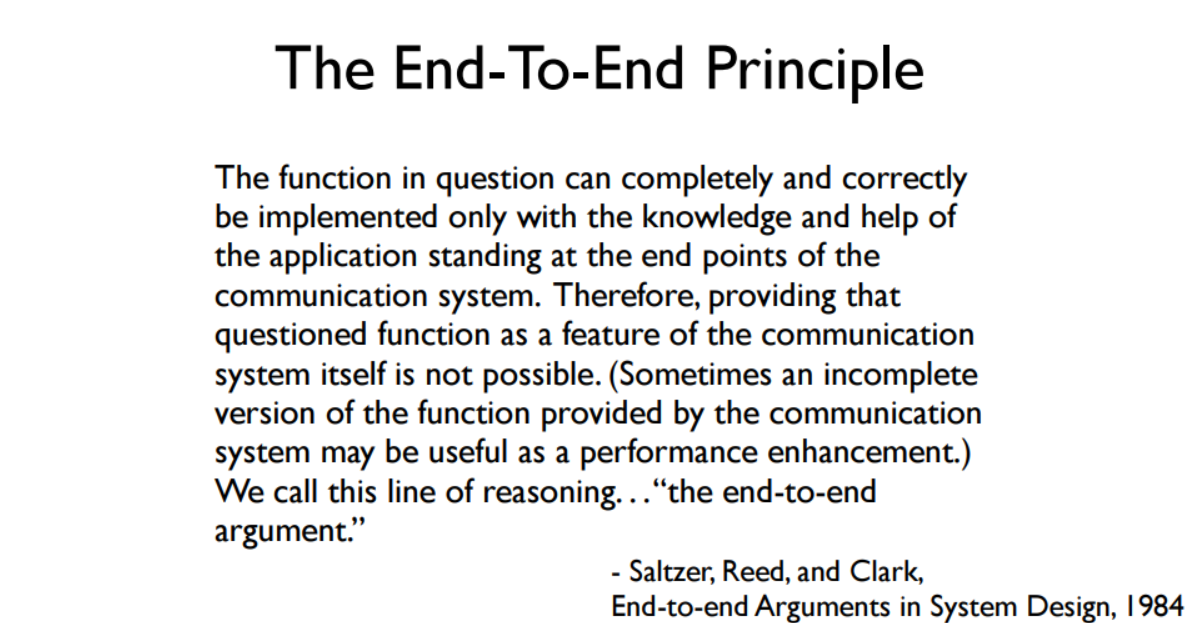 The End-To-End Principle
The function in question can completely and correctly
be implemented only with the knowledge and help of
the application standing at the end points of the
communication system. Therefore, providing that
questioned function as a feature of the communication
system itself is not possible. (Sometimes an incomplete
version of the function provided by the communication
system may be useful as a performance enhancement.)
We call this line of reasoning. . .“the end-to-end
argument.”
- Saltzer, Reed, and Clark,
End-to-end Arguments in System Design, 1984